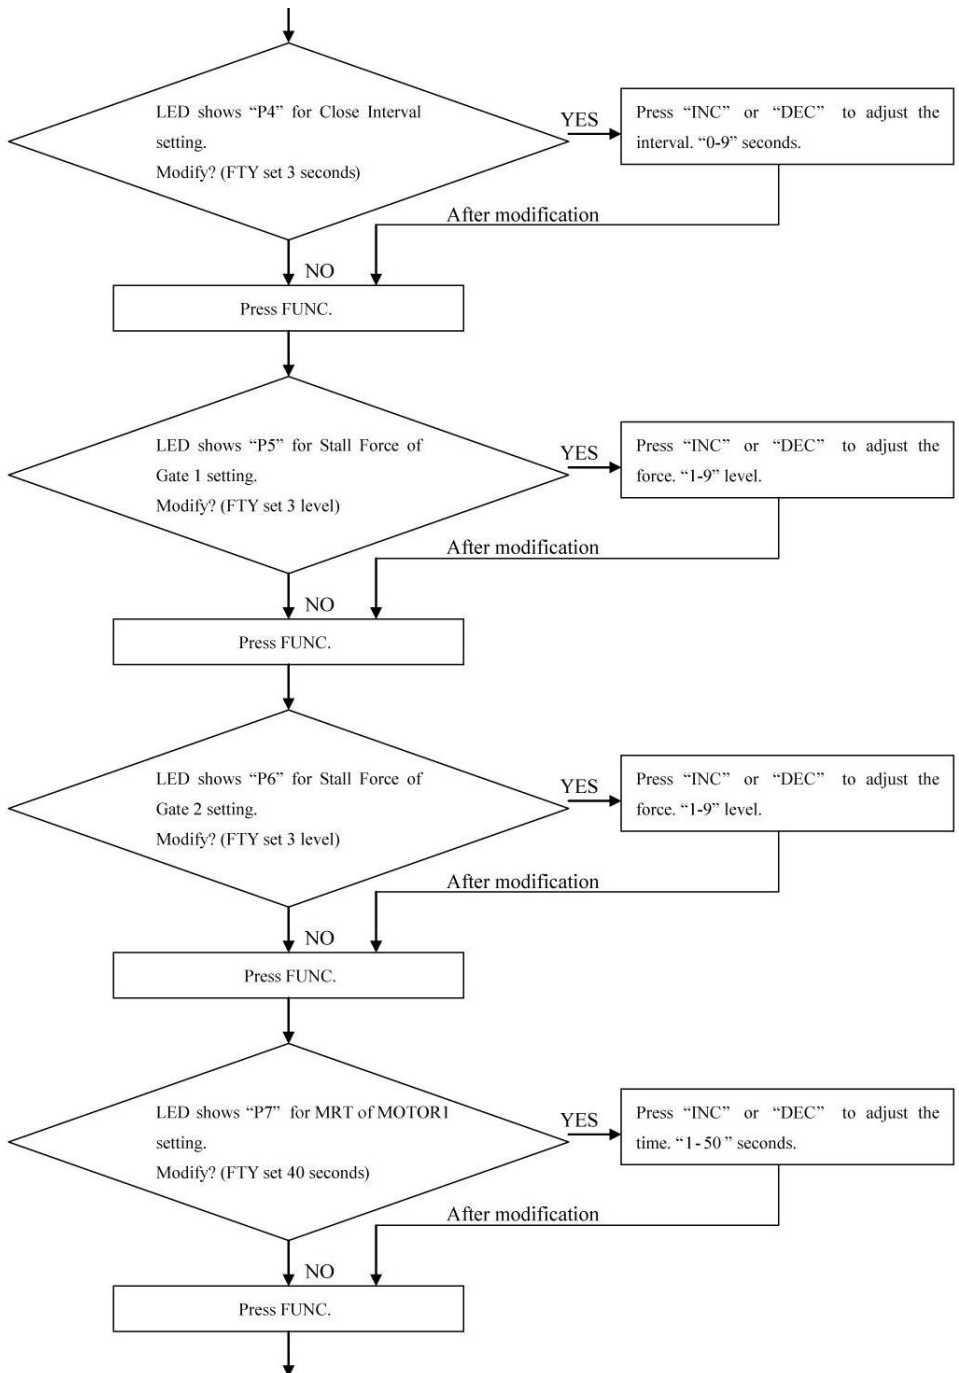 LED shows “P4” for Close Interval
setting.
Modify? (FTY set 3 seconds)
YES
Press “INC” or “DEC” to adjust the
interval. “0-9” seconds.
After modification
NO
Press FUNC.
LED shows “P5” for Stall Force of
Gate 1 setting.
Modify? (FTY set 3 level)
YES
Press “INC” or “DEC” to adjust the
force. “1-9” level.
After modification
NO
Press FUNC.
LED shows “P6” for Stall Force of
Gate 2 setting.
Modify? (FTY set 3 level)
YES
Press “INC” or “DEC” to adjust the
force. “1-9” level.
After modification
NO
Press FUNC.
LED shows “P7” for MRT of MOTOR1
setting.
Modify? (FTY set 40 seconds)
YES
Press “INC” or “DEC” to adjust the
time. “1-50” seconds.
After modification
NO
Press FUNC.